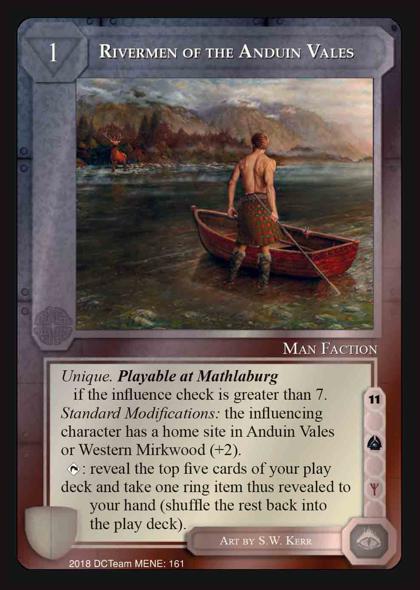 1
RIVERMEN OF THE ANDUIN VALES
MAN FACTION
Unique. Playable at Mathlaburg
if the influence check is greater than 7.
Standard Modifications: the influencing
character has a home site in Anduin Vales
or Western Mirkwood (+2).
: reveal the top five cards of your play
deck and take one ring item thus revealed to
your hand (shuffle the rest back into
the play deck).
11
ART BY S.W. KERR
2018 DCTeam MENE: 161